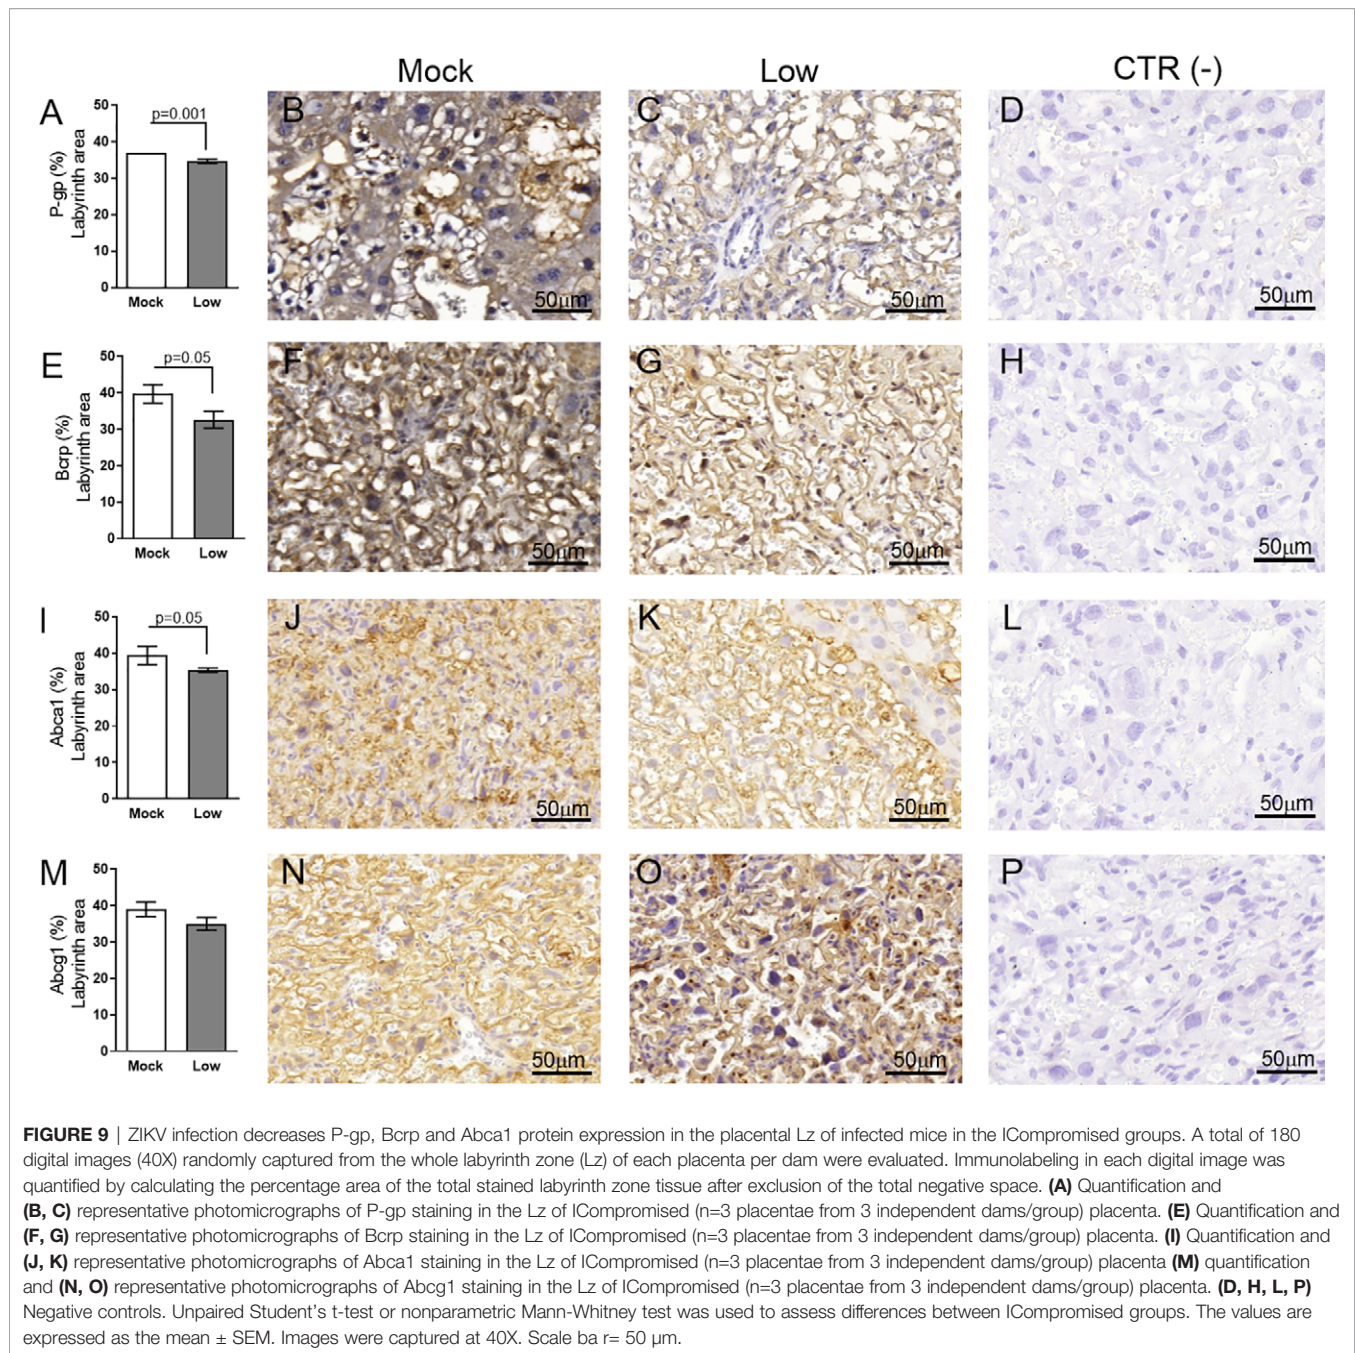 Mock
Low
CTR (-)
A
P-gp (%)
Labyrinth area
50
40
30
20
10
0
p=0.001
Mock
Low
B
50µm
C
50µm
D
50µm
E
Bcrp (%)
Labyrinth area
50
40
30
20
10
0
p=0.05
Mock
Low
F
50µm
G
50µm
H
50µm
I
Abca1 (%)
Labyrinth area
50
40
30
20
10
0
p=0.05
Mock
Low
J
50µm
K
50µm
L
50µm
M
Abcg1 (%)
Labyrinth area
50
40
30
20
10
0
Mock
Low
N
50µm
O
50µm
P
50µm
FIGURE 9 | ZIKV infection decreases P-gp, Bcrp and Abca1 protein expression in the placental Lz of infected mice in the ICompromised groups. A total of 180
digital images (40X) randomly captured from the whole labyrinth zone (Lz) of each placenta per dam were evaluated. Immunolabeling in each digital image was
quantified by calculating the percentage area of the total stained labyrinth zone tissue after exclusion of the total negative space. (A) Quantification and
(B, C) representative photomicrographs of P-gp staining in the Lz of ICompromised (n=3 placentae from 3 independent dams/group) placenta. (E) Quantification and
(F, G) representative photomicrographs of Bcrp staining in the Lz of ICompromised (n=3 placentae from 3 independent dams/group) placenta. (I) Quantification and
(J, K) representative photomicrographs of Abca1 staining in the Lz of ICompromised (n=3 placentae from 3 independent dams/group) placenta (M) quantification
and (N, O) representative photomicrographs of Abcg1 staining in the Lz of ICompromised (n=3 placentae from 3 independent dams/group) placenta. (D, H, L, P)
Negative controls. Unpaired Student's t-test or nonparametric Mann-Whitney test was used to assess differences between ICompromised groups. The values are
expressed as the mean ± SEM. Images were captured at 40X. Scale ba r= 50 µm.